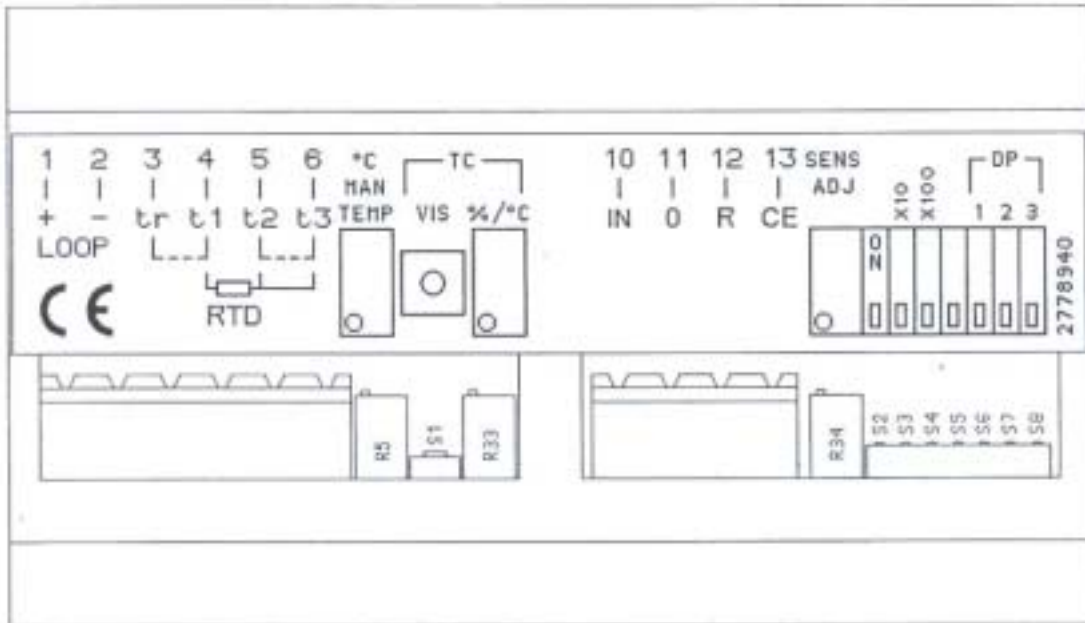 1 2 3 4 5 6 °C TC 10 11 12 13 SENS DP
MAN ADJ X10 X100
+ - tr t1 t2 t3 TEMP VIS %/°C IN 0 R CE 1 2 3
LOOP
ON
CE RTD
2778940
R5 S1 R33 R34 S2 S3 S4 S5 S6 S7 S8